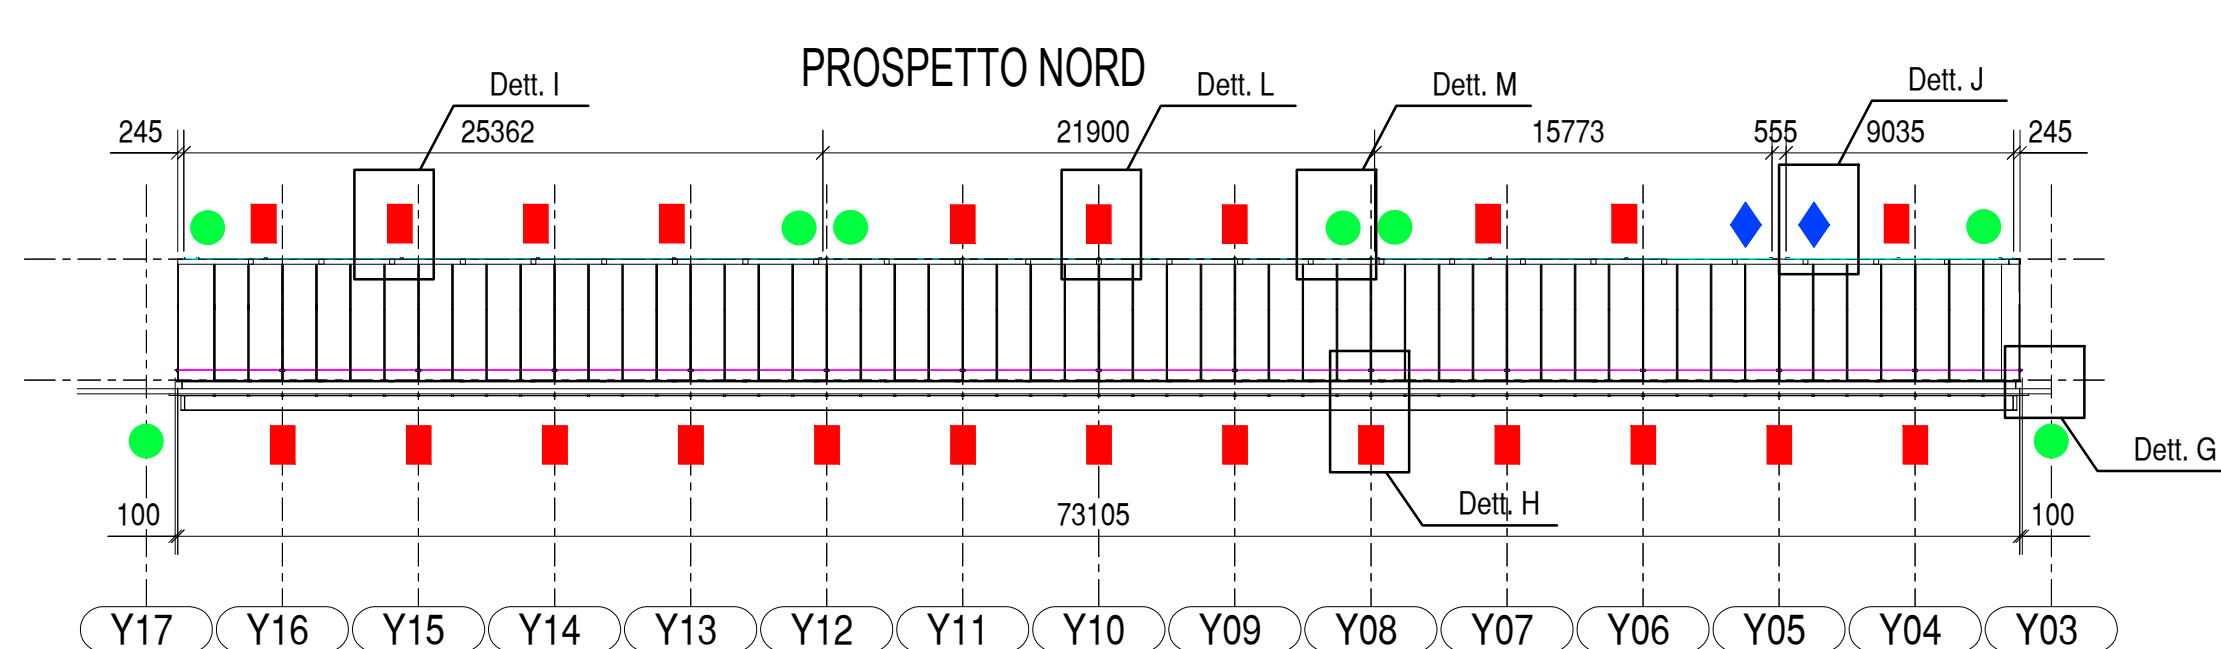 PROSPETTO NORD
Dett. I
Dett. L
Dett. M
Dett. J
245
25362
21900
15773
555
9035
245
Dett. G
Dett. H
100
73105
100
Y17
Y16
Y15
Y14
Y13
Y12
Y11
Y10
Y09
Y08
Y07
Y06
Y05
Y04
Y03